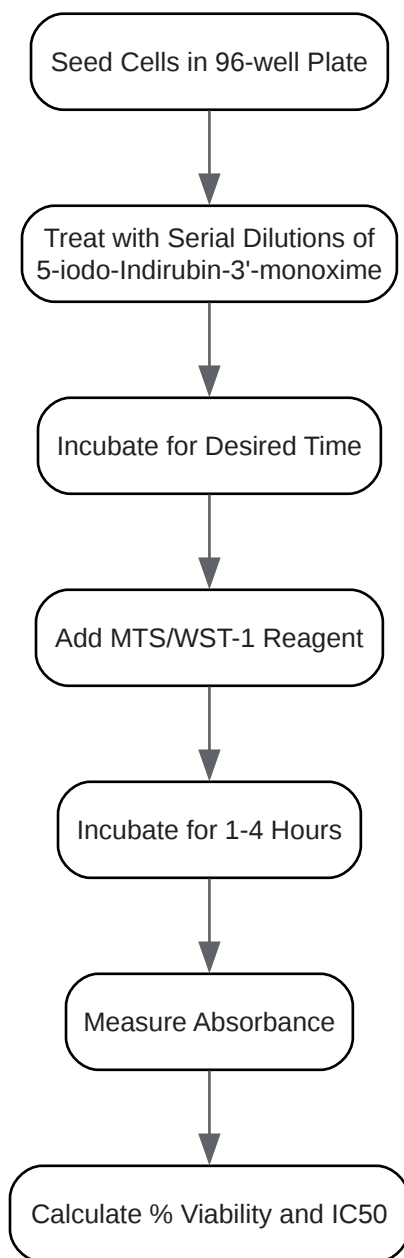 Seed Cells in 96-well Plate
Treat with Serial Dilutions of
5-iodo-Indirubin-3'-monoxime
Incubate for Desired Time
Add MTS/WST-1 Reagent
Incubate for 1-4 Hours
Measure Absorbance
Calculate % Viability and IC50